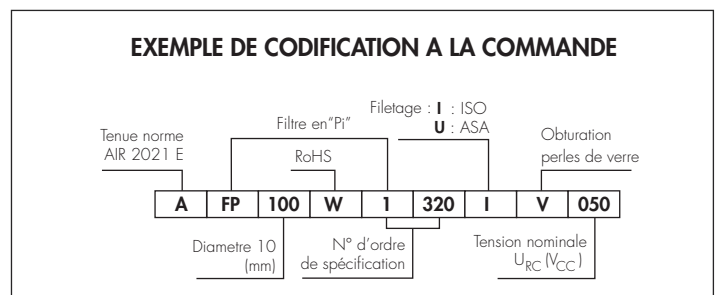 EXEMPLE DE CODIFICATION A LA COMMANDE
Tenue norme
AIR 2021 E
Filtre en“Pi”
RoHS
Filetage : I : ISO
U : ASA
Obturation
perles de verre
A FP 100 W 1 320 I V 050
Diametre 10
(mm)
N° d’ordre
de spécification
Tension nominale
URC (VCC )